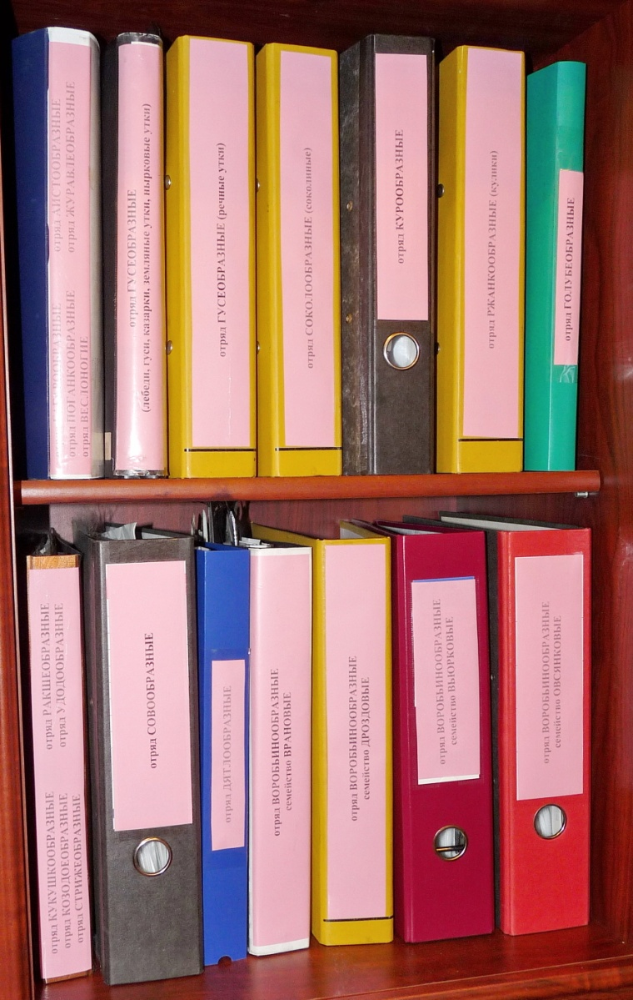 отряд АИСТООБРАЗНЫЕ
отряд ЖУРАВЛЕОБРАЗНЫЕ
отряд ПОГАНКООБРАЗНЫЕ
отряд ВЕСЛОНОГИЕ
отряд ГУСЕОБРАЗНЫЕ
(лебеди, гуси, казарки, земляные утки, нырковые утки)
отряд ГУСЕОБРАЗНЫЕ (речные утки)
отряд СОКОЛООБРАЗНЫЕ (соколиные)
отряд КУРООБРАЗНЫЕ
отряд РЖАНКООБРАЗНЫЕ (кулики)
отряд ГОЛУБЕОБРАЗНЫЕ
отряд РАКШЕОБРАЗНЫЕ
отряд УДОДООБРАЗНЫЕ
отряд КУКУШКООБРАЗНЫЕ
отряд КОЗОДОЕОБРАЗНЫЕ
отряд СТРИЖЕОБРАЗНЫЕ
отряд СОВООБРАЗНЫЕ
отряд ДЯТЛООБРАЗНЫЕ
отряд ВОРОБЬИНООБРАЗНЫЕ
семейство ВРАНОВЫЕ
отряд ВОРОБЬИНООБРАЗНЫЕ
семейство ДРОЗДОВЫЕ
отряд ВОРОБЬИНООБРАЗНЫЕ
семейство ВЬЮРКОВЫЕ
отряд ВОРОБЬИНООБРАЗНЫЕ
семейство ОВСЯНКОВЫЕ